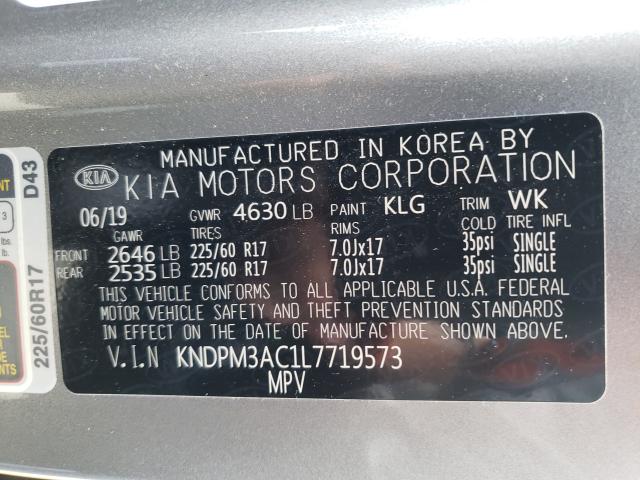 MANUFACTURED IN KOREA BY
KIA KIA MOTORS CORPORATION
06/19 GVWR 4630 LB PAINT KLG TRIM WK
GAWR TIRES RIMS COLD TIRE INFL
FRONT 2646 LB 225/60 R17 7.0Jx17 35psi SINGLE
REAR 2535 LB 225/60 R17 7.0Jx17 35psi SINGLE
THIS VEHICLE CONFORMS TO ALL APPLICABLE U.S.A. FEDERAL
MOTOR VEHICLE SAFETY AND THEFT PREVENTION STANDARDS
IN EFFECT ON THE DATE OF MANUFACTURE SHOWN ABOVE.
V.I.N KNDPM3AC1L7719573
MPV
D43
225/60R17
3
lbs.
lb.